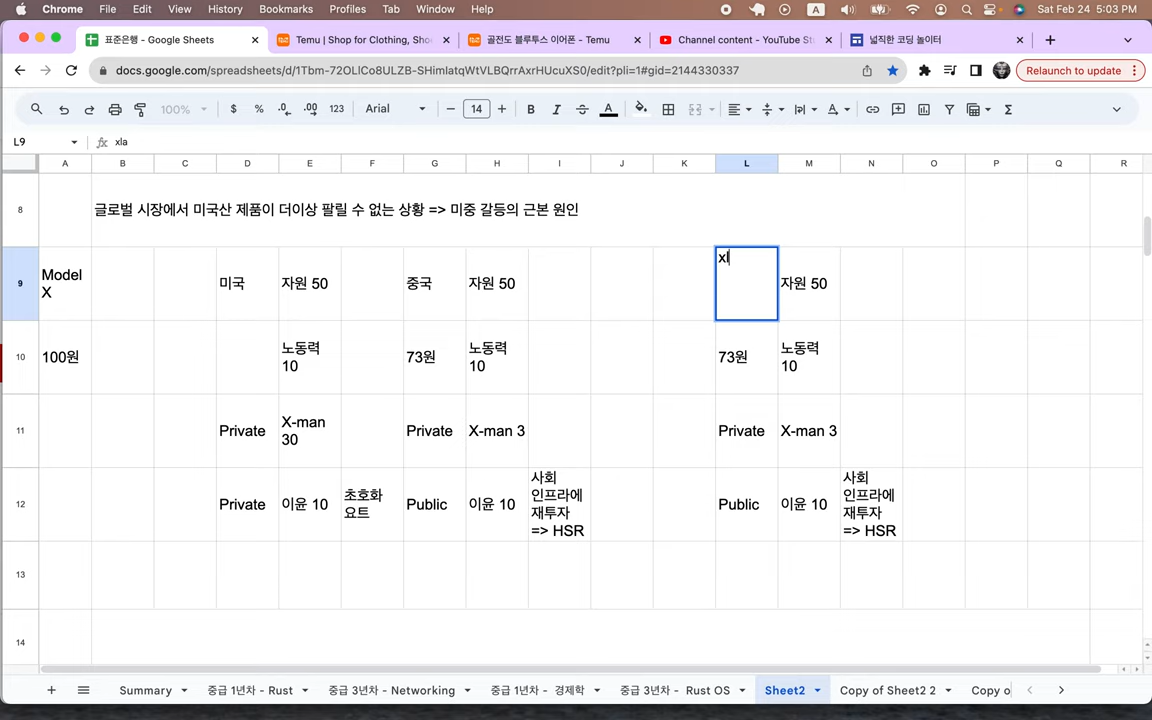 Chrome File Edit View History Bookmarks Profiles Tab Window Help A Sat Feb 24 5:03 PM
표준은행 - Google Sheets Temu | Shop for Clothing, Sho 골전도 블루투스 이어폰 - Temu Channel content - YouTube St 넓직한 코딩 놀이터
docs.google.com/spreadsheets/d/1Tbm-72OLlCo8ULZB-SHimlatqWtVLBQrrAxrHUcuXS0/edit?pli=1#gid=2144330337 Relaunch to update
100% $ % .0 .00 123 Arial 14 B I A
L9 fx xla
A B C D E F G H I J K L M N O P Q R
8 글로벌 시장에서 미국산 제품이 더이상 팔릴 수 없는 상황 => 미중 갈등의 근본 원인
9 Model X 미국 자원 50 중국 자원 50 xl 자원 50
10 100원 노동력 10 73원 노동력 10 73원 노동력 10
11 Private X-man 30 Private X-man 3 Private X-man 3
12 Private 이윤 10 초호화 요트 Public 이윤 10 사회 인프라에 재투자 => HSR Public 이윤 10 사회 인프라에 재투자 => HSR
13
14
Summary 중급 1년차 - Rust 중급 3년차 - Networking 중급 1년차 - 경제학 중급 3년차 - Rust OS Sheet2 Copy of Sheet2 2 Copy o